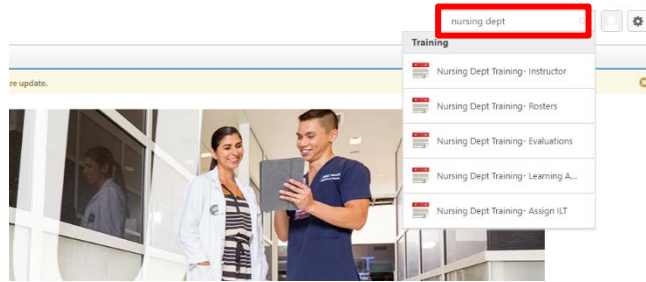 nursing dept
Training
re update.
Nursing Dept Training- Instructor
Nursing Dept Training- Rosters
Nursing Dept Training- Evaluations
Nursing Dept Training- Learning A...
Nursing Dept Training- Assign ILT